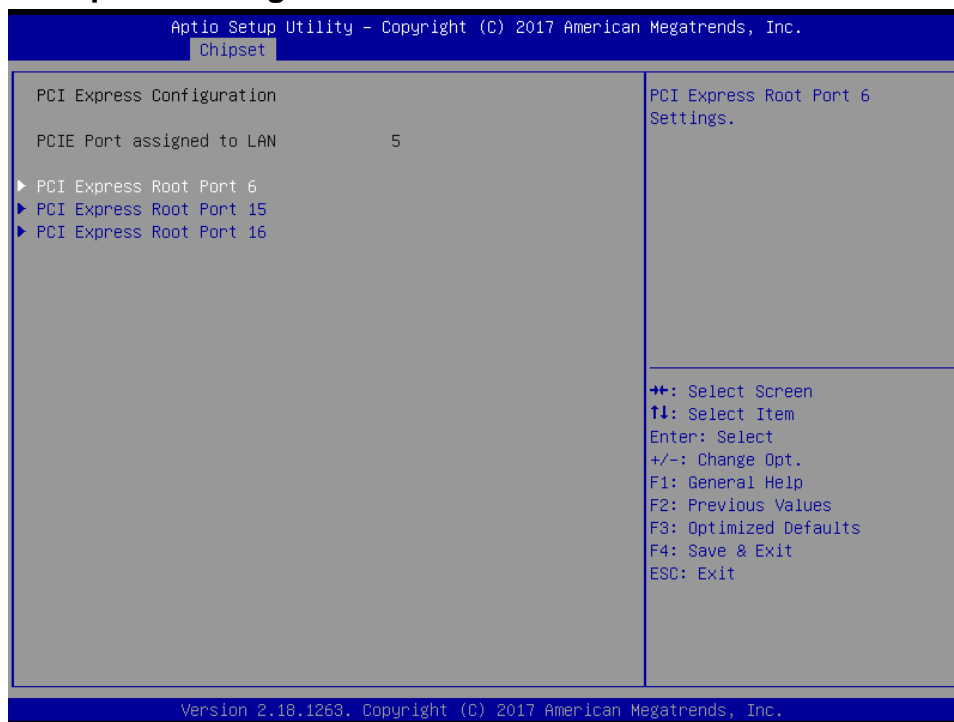 Aptio Setup Utility – Copyright (C) 2017 American Megatrends, Inc.
Chipset
PCI Express Configuration
PCIE Port assigned to LAN 5
PCI Express Root Port 6
PCI Express Root Port 15
PCI Express Root Port 16
PCI Express Root Port 6
Settings.
→←: Select Screen
↑↓: Select Item
Enter: Select
+/-: Change Opt.
F1: General Help
F2: Previous Values
F3: Optimized Defaults
F4: Save & Exit
ESC: Exit
Version 2.18.1263. Copyright (C) 2017 American Megatrends, Inc.